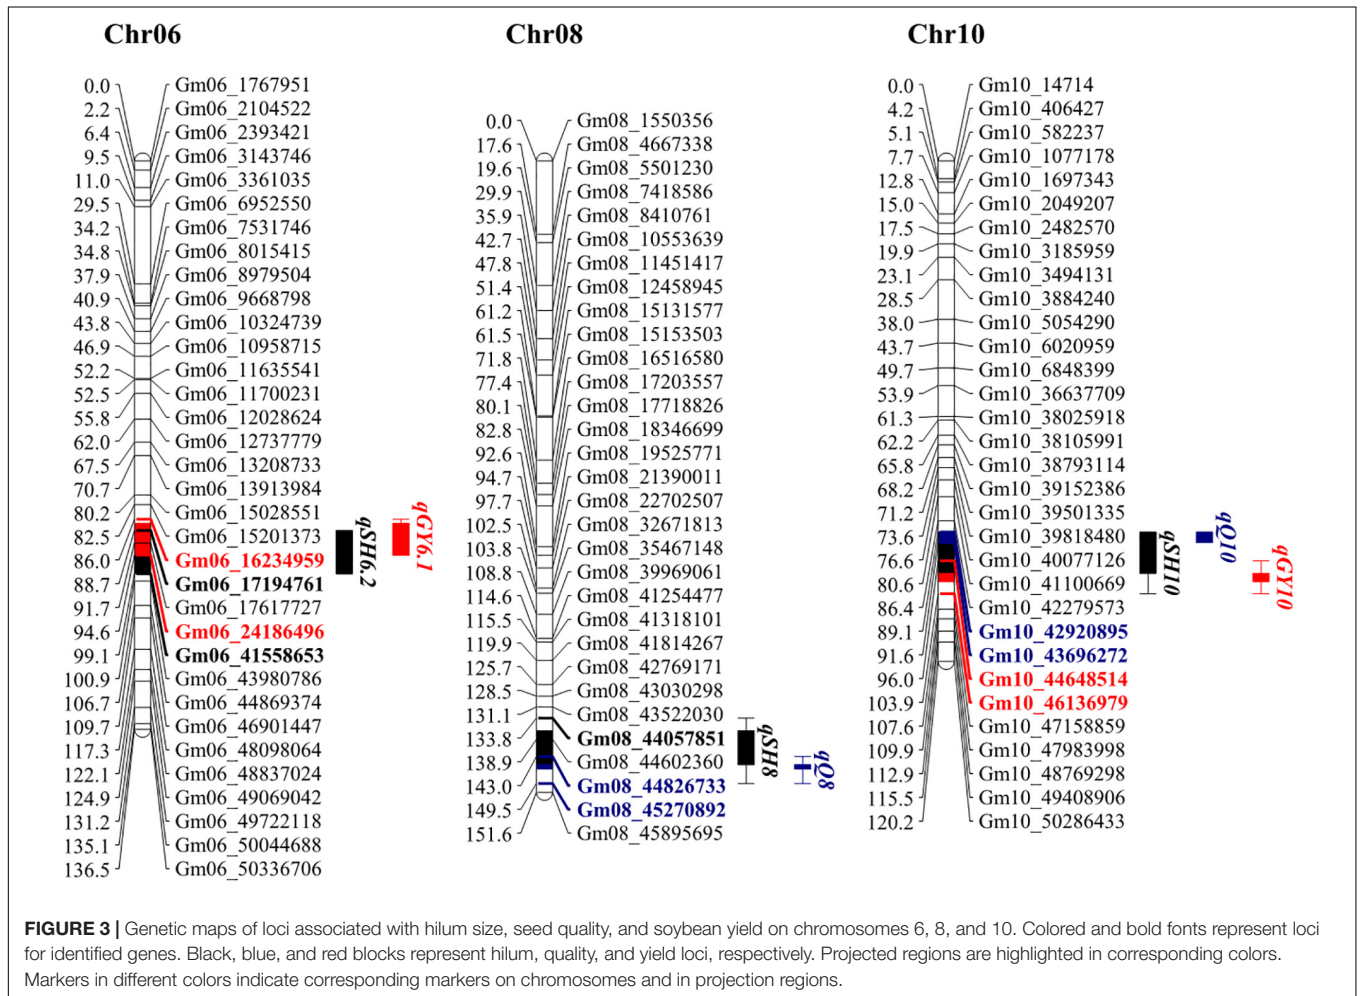 Chr06
Chr08
Chr10
0.0 Gm06_1767951
2.2 Gm06_2104522
6.4 Gm06_2393421
9.5 Gm06_3143746
11.0 Gm06_3361035
29.5 Gm06_6952550
34.2 Gm06_7531746
34.8 Gm06_8015415
37.9 Gm06_8979504
40.9 Gm06_9668798
43.8 Gm06_10324739
46.9 Gm06_10958715
52.2 Gm06_11635541
52.5 Gm06_11700231
55.8 Gm06_12028624
62.0 Gm06_12737779
67.5 Gm06_13208733
70.7 Gm06_13913984
80.2 Gm06_15028551
82.5 Gm06_15201373
86.0 Gm06_16234959
88.7 Gm06_17194761
91.7 Gm06_17617727
94.6 Gm06_24186496
99.1 Gm06_41558653
100.9 Gm06_43980786
106.7 Gm06_44869374
109.7 Gm06_46901447
117.3 Gm06_48098064
122.1 Gm06_48837024
124.9 Gm06_49069042
131.2 Gm06_49722118
135.1 Gm06_50044688
136.5 Gm06_50336706
qSH6.2
qGY6.1
0.0 Gm08_1550356
17.6 Gm08_4667338
19.6 Gm08_5501230
29.9 Gm08_7418586
35.9 Gm08_8410761
42.7 Gm08_10553639
47.8 Gm08_11451417
51.4 Gm08_12458945
61.2 Gm08_15131577
61.5 Gm08_15153503
71.8 Gm08_16516580
77.4 Gm08_17203557
80.1 Gm08_17718826
82.8 Gm08_18346699
92.6 Gm08_19525771
94.7 Gm08_21390011
97.7 Gm08_22702507
102.5 Gm08_32671813
103.8 Gm08_35467148
108.8 Gm08_39969061
114.6 Gm08_41254477
115.5 Gm08_41318101
119.9 Gm08_41814267
125.7 Gm08_42769171
128.5 Gm08_43030298
131.1 Gm08_43522030
133.8 Gm08_44057851
138.9 Gm08_44602360
143.0 Gm08_44826733
149.5 Gm08_45270892
151.6 Gm08_45895695
qSH8
qQ8
0.0 Gm10_14714
4.2 Gm10_406427
5.1 Gm10_582237
7.7 Gm10_1077178
12.8 Gm10_1697343
15.0 Gm10_2049207
17.5 Gm10_2482570
19.9 Gm10_3185959
23.1 Gm10_3494131
28.5 Gm10_3884240
38.0 Gm10_5054290
43.7 Gm10_6020959
49.7 Gm10_6848399
53.9 Gm10_36637709
61.3 Gm10_38025918
62.2 Gm10_38105991
65.8 Gm10_38793114
68.2 Gm10_39152386
71.2 Gm10_39501335
73.6 Gm10_39818480
76.6 Gm10_40077126
80.6 Gm10_41100669
86.4 Gm10_42279573
89.1 Gm10_42920895
91.6 Gm10_43696272
96.0 Gm10_44648514
103.9 Gm10_46136979
107.6 Gm10_47158859
109.9 Gm10_47983998
112.9 Gm10_48769298
115.5 Gm10_49408906
120.2 Gm10_50286433
qSH10
qQ10
qGY10
FIGURE 3 | Genetic maps of loci associated with hilum size, seed quality, and soybean yield on chromosomes 6, 8, and 10. Colored and bold fonts represent loci
for identified genes. Black, blue, and red blocks represent hilum, quality, and yield loci, respectively. Projected regions are highlighted in corresponding colors.
Markers in different colors indicate corresponding markers on chromosomes and in projection regions.